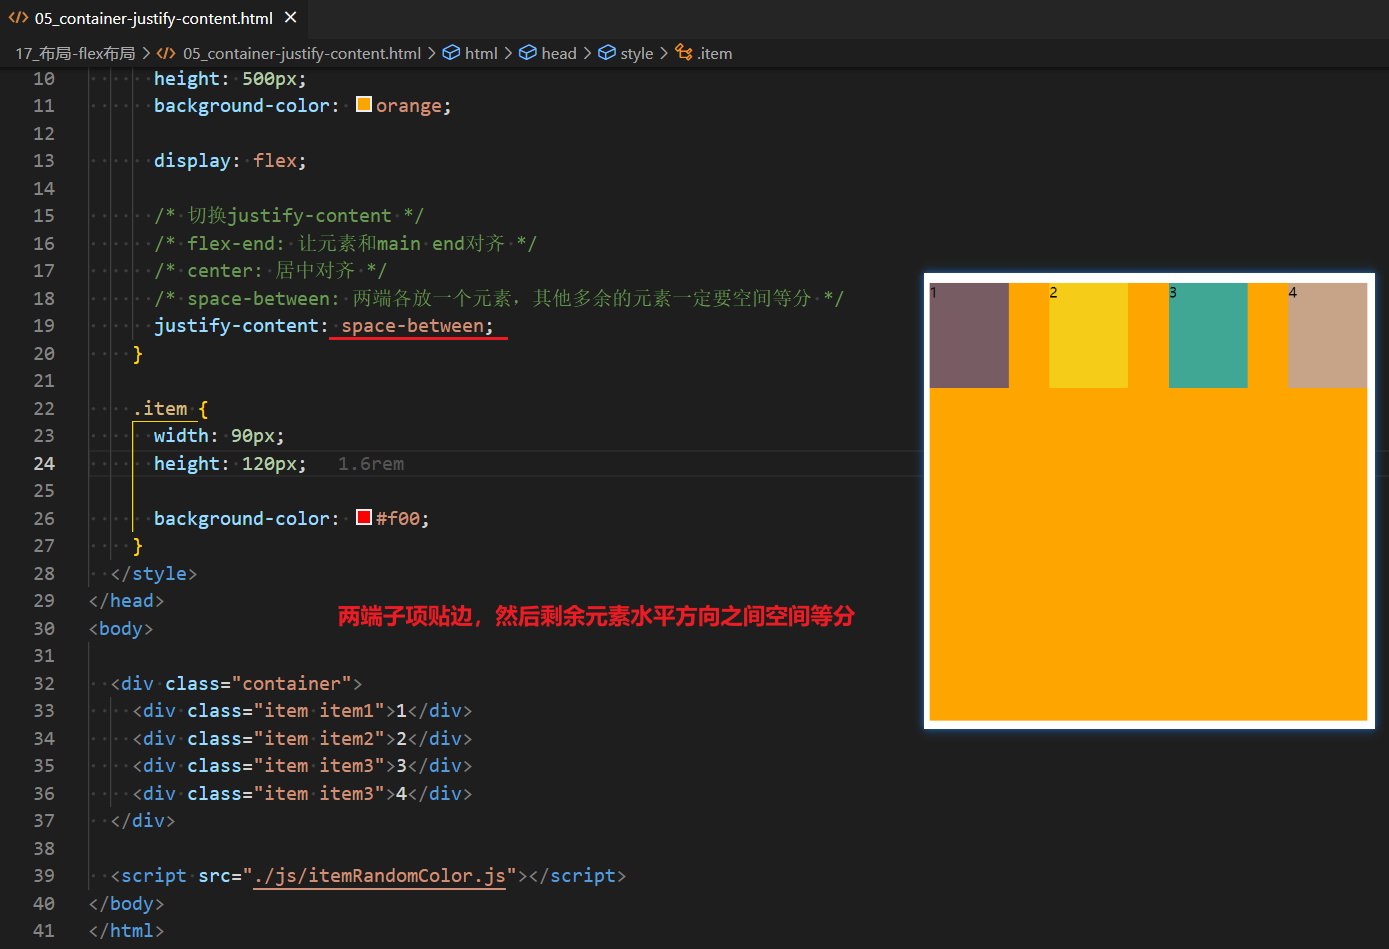 05_container-justify-content.html
17_布局-flex布局 > 05_container-justify-content.html > html > head > style > .item
10 height: 500px;
11 background-color: orange;
12
13 display: flex;
14
15 /* 切换justify-content */
16 /* flex-end: 让元素和main end对齐 */
17 /* center: 居中对齐 */
18 /* space-between: 两端各放一个元素, 其他多余的元素一定要空间等分 */
19 justify-content: space-between;
20 }
21
22 .item {
23 width: 90px;
24 height: 120px; 1.6rem
25
26 background-color: #f00;
27 }
28 </style>
29 </head>
30 <body>
31
32 <div class="container">
33 <div class="item item1">1</div>
34 <div class="item item2">2</div>
35 <div class="item item3">3</div>
36 <div class="item item3">4</div>
37 </div>
38
39 <script src="./js/itemRandomColor.js"></script>
40 </body>
41 </html>
两端子项贴边，然后剩余元素水平方向之间空间等分
1 2 3 4